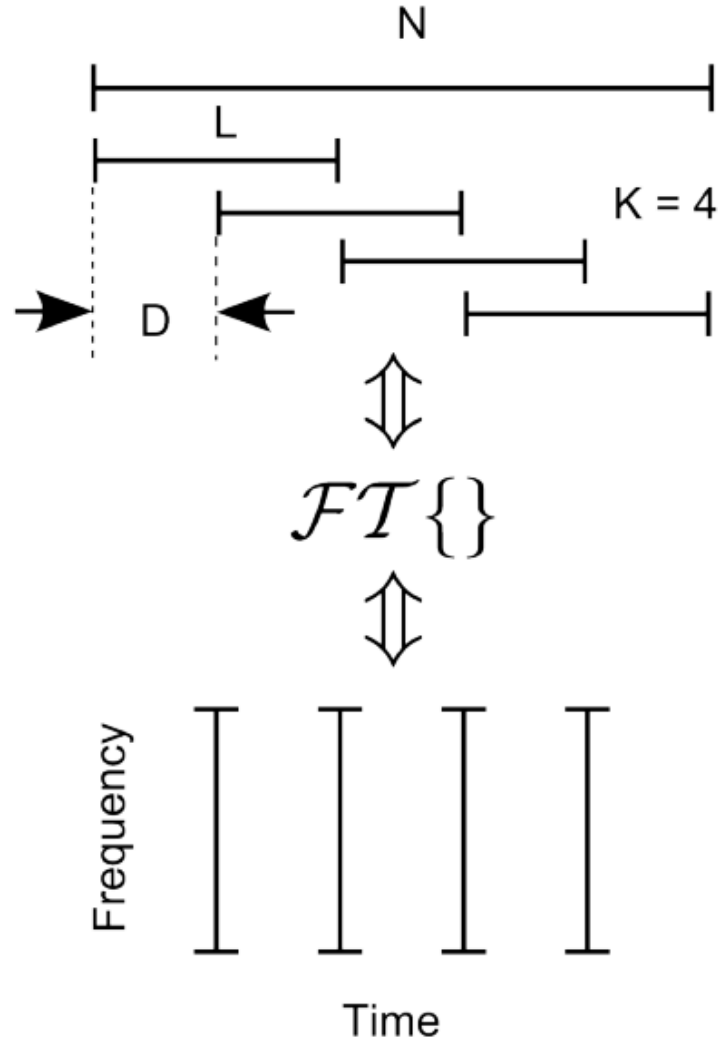 N
L
K = 4
D
ℱ𝒯{}
Frequency
Time